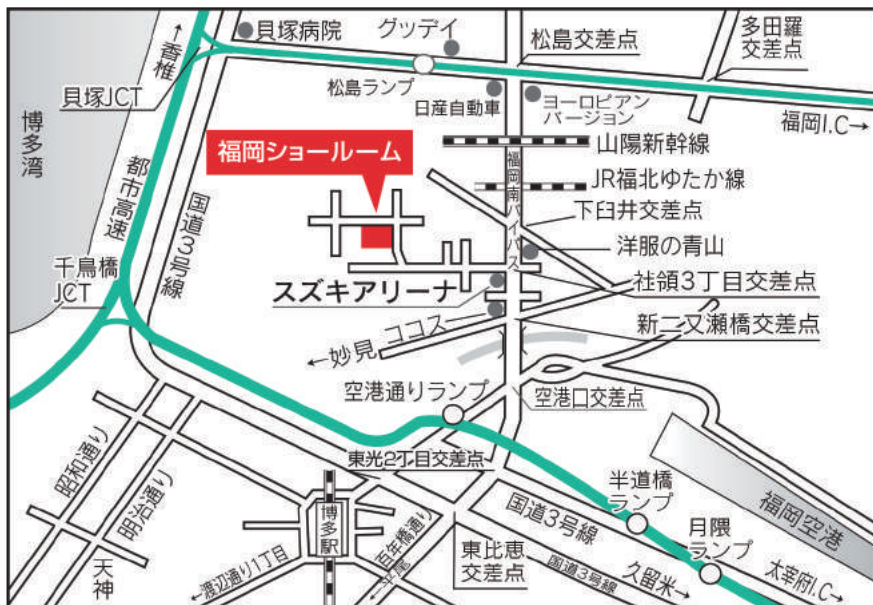 貝塚病院
グッデイ
松島交差点
多田羅
交差点
↑香椎
貝塚JCT
松島ランプ
日産自動車
ヨーロピアン
バージョン
福岡I.C→
博多湾
福岡ショールーム
山陽新幹線
都市高速
国道3号線
福岡南バイパス
JR福北ゆたか線
下臼井交差点
洋服の青山
千鳥橋
JCT
スズキアリーナ
社領3丁目交差点
ココス
新二又瀬橋交差点
←妙見
空港通りランプ
空港口交差点
昭和通り
明治通り
東光2丁目交差点
半道橋
ランプ
福岡空港
博多駅
百年橋通り
国道3号線
月隈
ランプ
天神
←渡辺通り1丁目
←平尾
東比恵
交差点
国道3号線
久留米→
太宰府I.C→